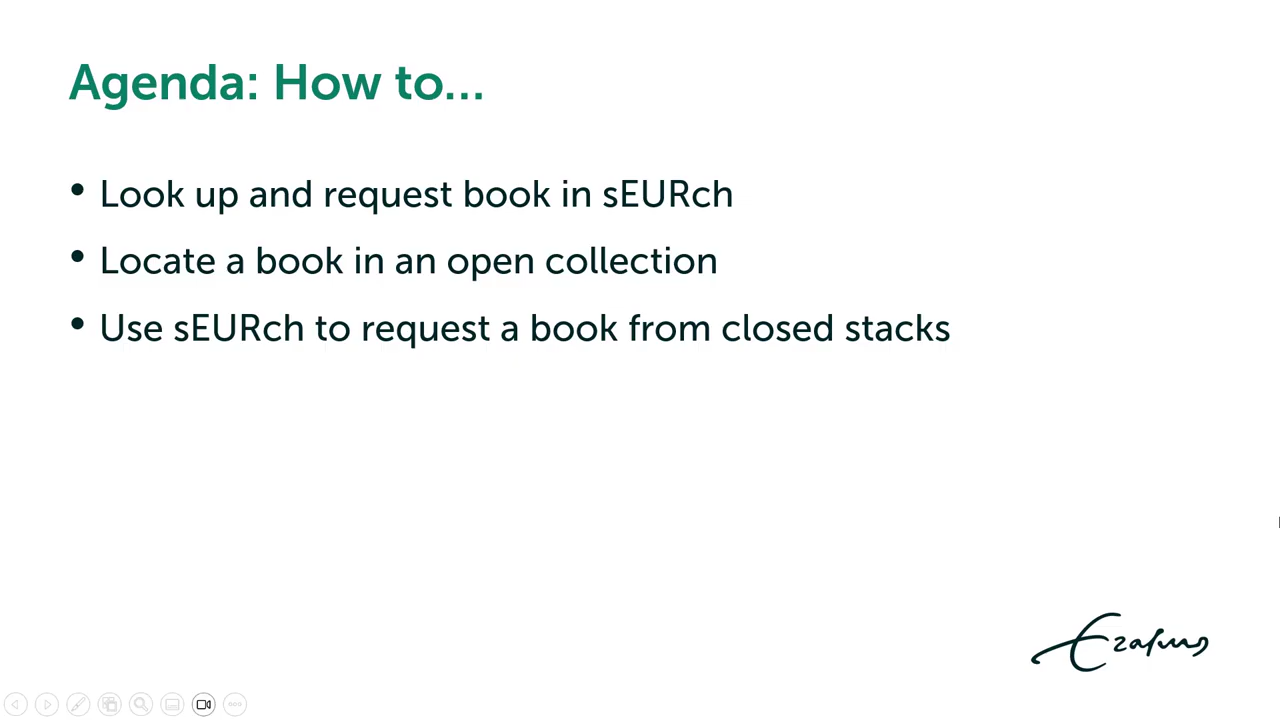 Agenda: How to...
• Look up and request book in sEURch
• Locate a book in an open collection
• Use sEURch to request a book from closed stacks
Erasmus